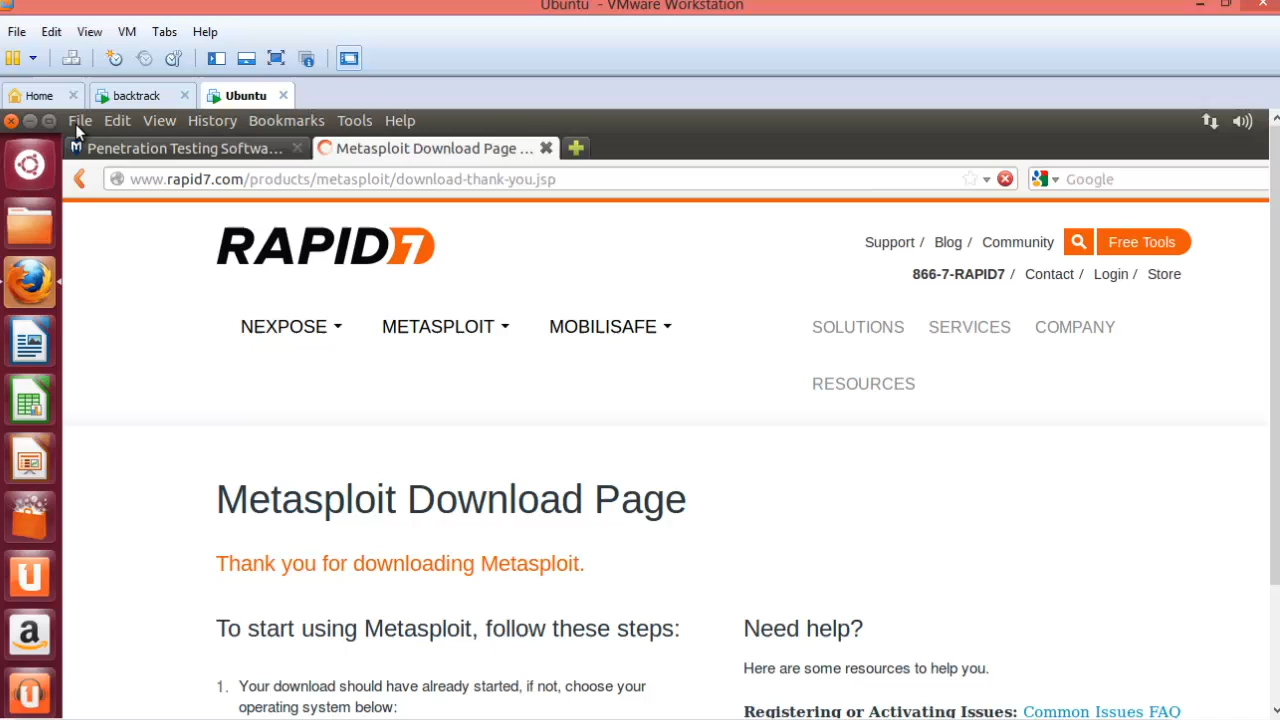 Ubuntu - VMware Workstation
File Edit View VM Tabs Help
Home backtrack Ubuntu
File Edit View History Bookmarks Tools Help
Penetration Testing Softwa... Metasploit Download Page ...
www.rapid7.com/products/metasploit/download-thank-you.jsp Google
RAPID7
Support / Blog / Community Free Tools
866-7-RAPID7 / Contact / Login / Store
NEXPOSE METASPLOIT MOBILISAFE SOLUTIONS SERVICES COMPANY
RESOURCES
Metasploit Download Page
Thank you for downloading Metasploit.
To start using Metasploit, follow these steps:
1. Your download should have already started, if not, choose your
operating system below:
Need help?
Here are some resources to help you.
Registering or Activating Issues: Common Issues FAQ